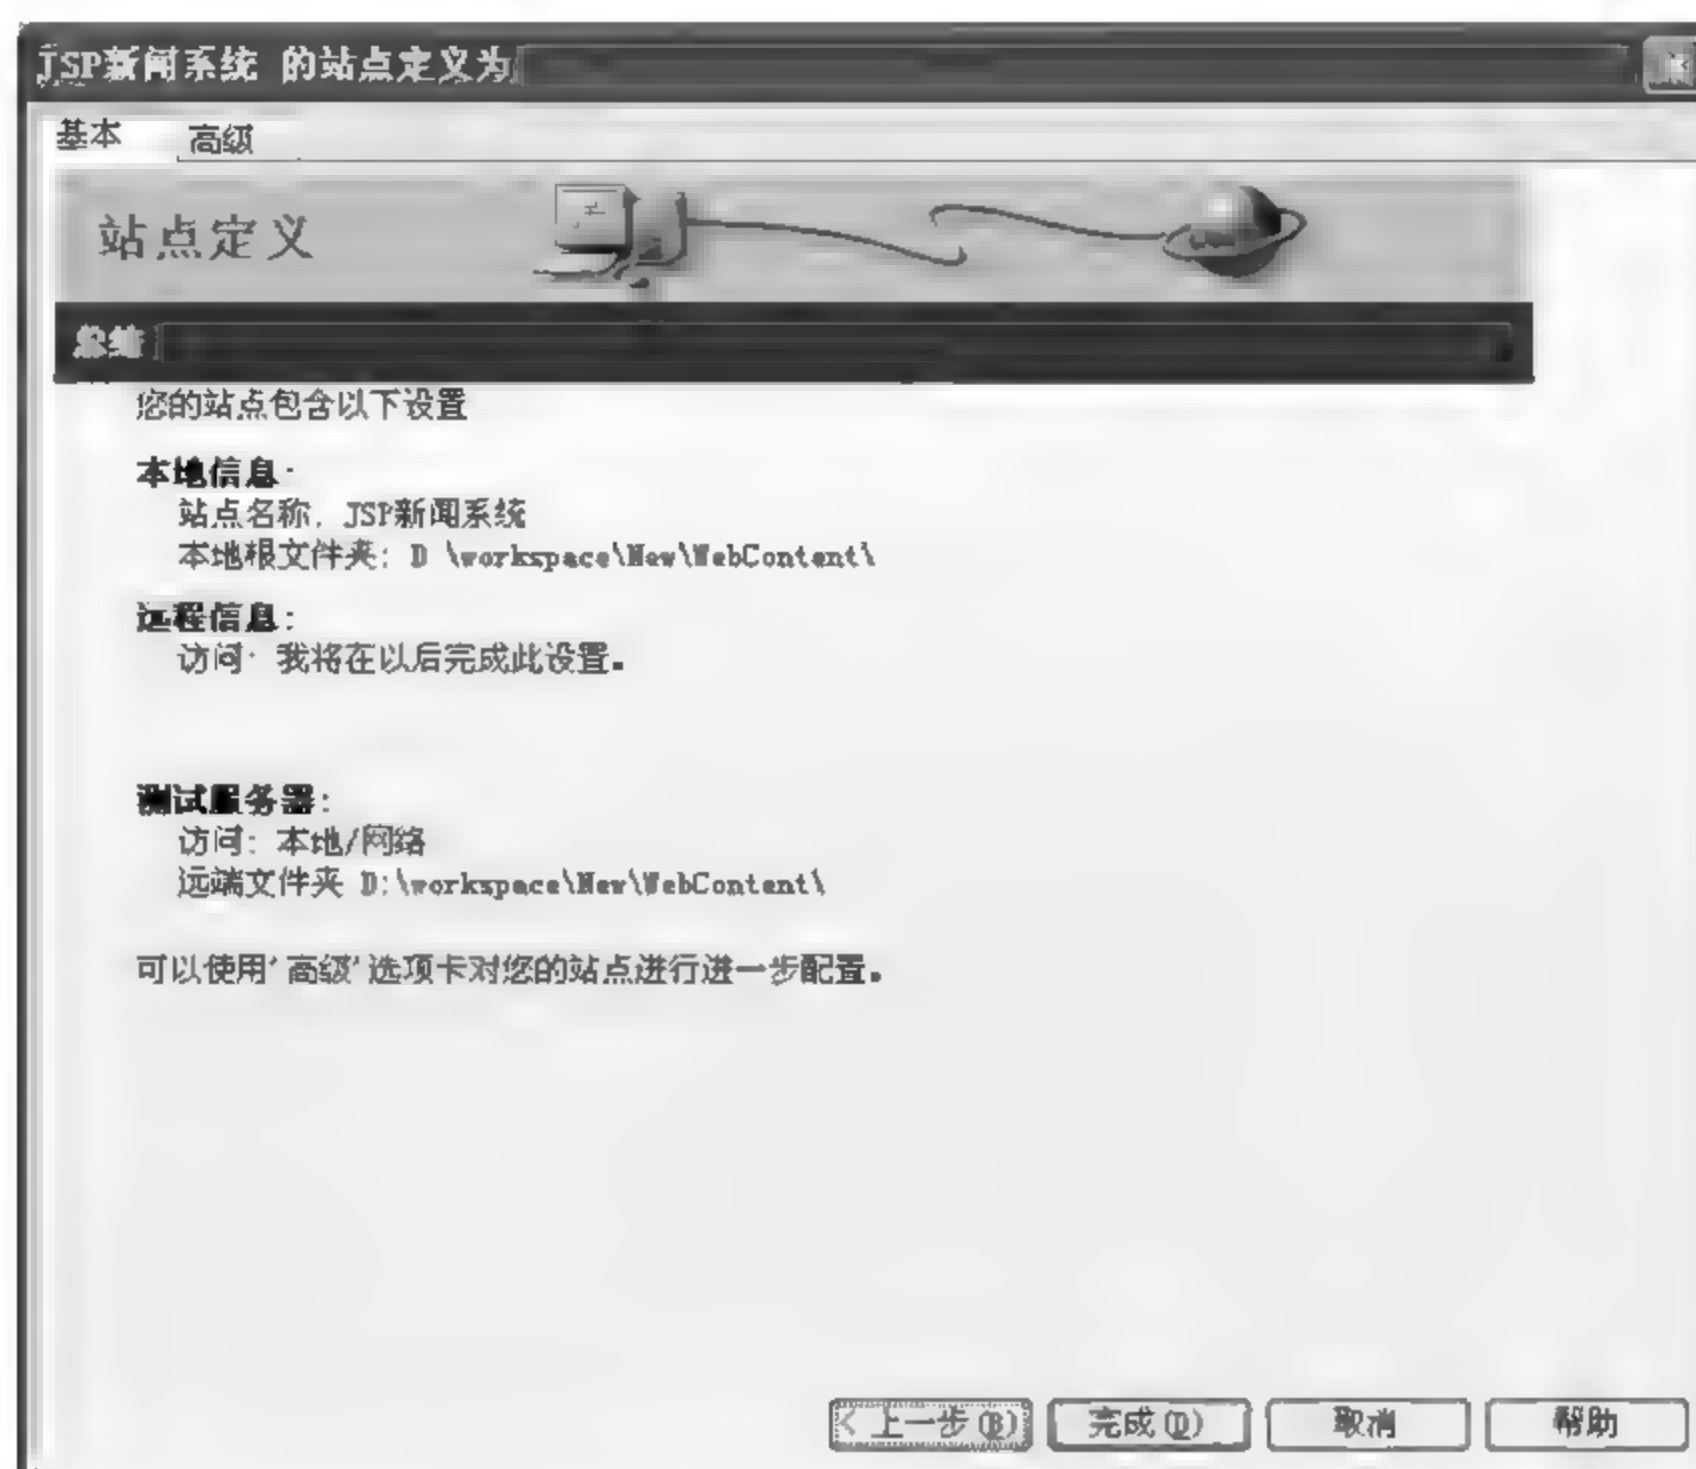 JSP新闻系统 的站点定义为
基本
高级
站点定义
总结
您的站点包含以下设置
本地信息:
站点名称: JSP新闻系统
本地根文件夹: D:\workspace\New\WebContent\
远程信息:
访问: 我将在以后完成此设置。
测试服务器:
访问: 本地/网络
远端文件夹 D:\workspace\New\WebContent\
可以使用“高级”选项卡对您的站点进行进一步配置。
< 上一步(B)
完成(D)
取消
帮助